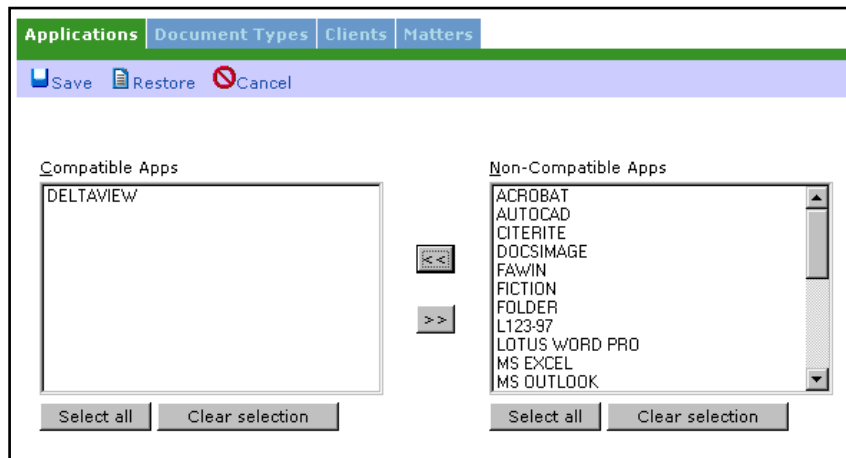 Applications Document Types Clients Matters
Save Restore Cancel
Compatible Apps
DELTAVIEW
<<
>>
Select all Clear selection
Non-Compatible Apps
ACROBAT
AUTOCAD
CITERITE
DOCSIMAGE
FAWIN
FICTION
FOLDER
L123-97
LOTUS WORD PRO
MS EXCEL
MS OUTLOOK
Select all Clear selection